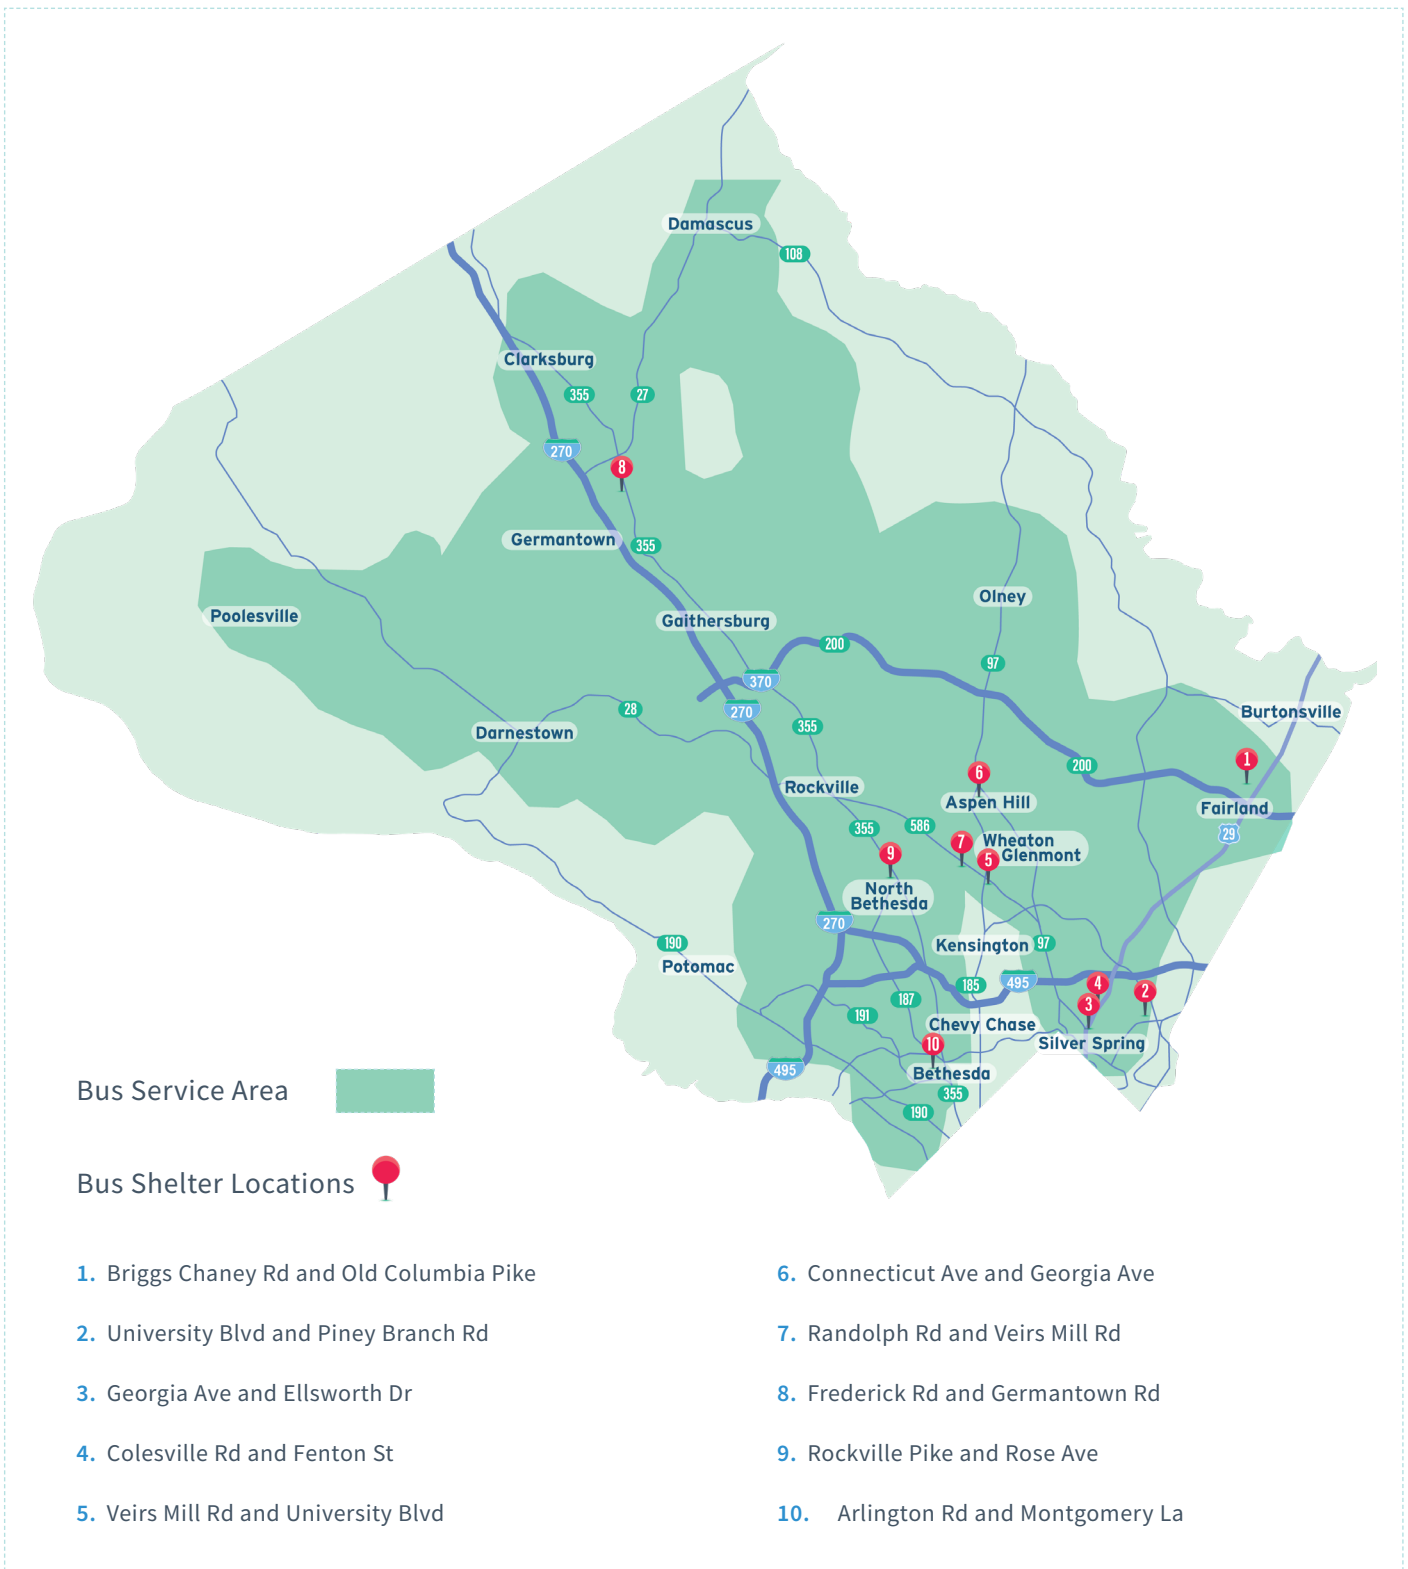 Damascus
108
Clarksburg
355
27
270
8
Germantown
355
Olney
Poolesville
Gaithersburg
200
97
370
28
270
Burtonsville
355
Darnestown
1
200
6
Rockville
Aspen Hill
Fairland
355
586
29
7
Wheaton
Glenmont
9
5
North
Bethesda
270
190
Kensington
97
Potomac
185
495
4
2
187
3
191
Chevy Chase
10
Silver Spring
495
Bethesda
355
190
Bus Service Area
Bus Shelter Locations
1. Briggs Chaney Rd and Old Columbia Pike
2. University Blvd and Piney Branch Rd
3. Georgia Ave and Ellsworth Dr
4. Colesville Rd and Fenton St
5. Veirs Mill Rd and University Blvd
6. Connecticut Ave and Georgia Ave
7. Randolph Rd and Veirs Mill Rd
8. Frederick Rd and Germantown Rd
9. Rockville Pike and Rose Ave
10. Arlington Rd and Montgomery La